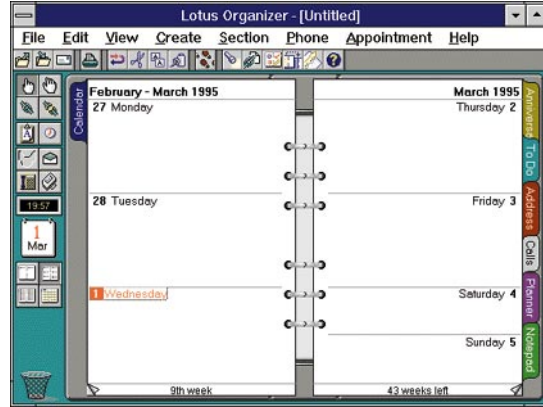 Lotus Organizer - [Untitled]
File Edit View Create Section Phone Appointment Help
Calendar
February - March 1995
27 Monday
28 Tuesday
1 Wednesday
9th week
March 1995
Thursday 2
Friday 3
Saturday 4
Sunday 5
43 weeks left
Anniversa
To Do
Address
Calls
Planner
Notepad
19:57
1
Mar